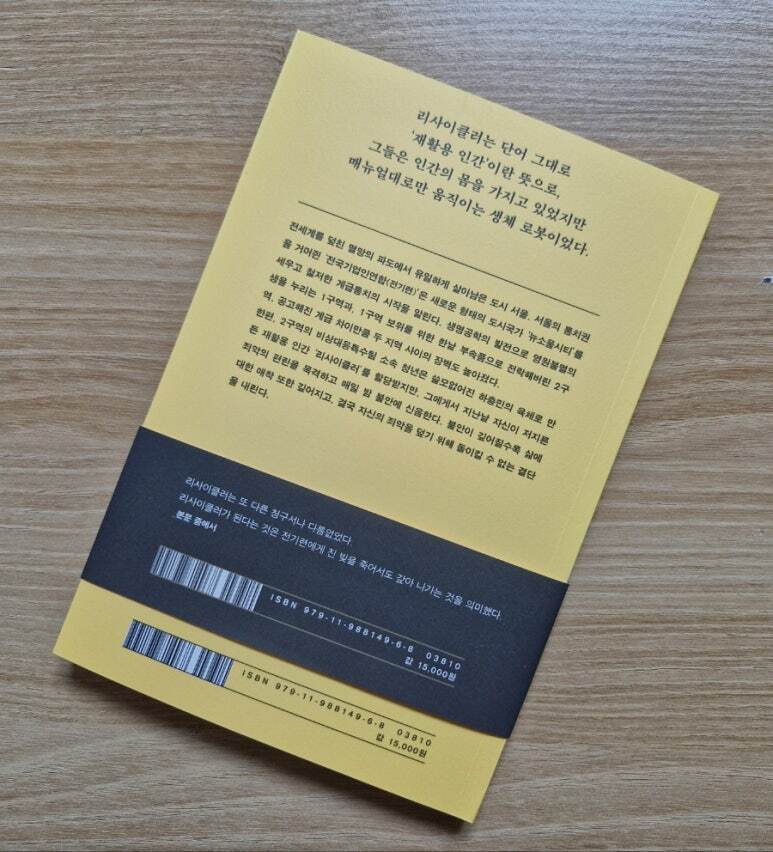 리사이클러는 단어 그대로
'재활용 인간'이란 뜻으로,
그들은 인간의 몸을 가지고 있었지만
매뉴얼대로만 움직이는 생체 로봇이었다.
전세계를 덮친 멸망의 파도에서 유일하게 살아남은 도시 서울. 서울의 통치권
을 거머쥔 '전국기업인연합(전기련)'은 새로운 형태의 도시국가 '뉴소울시티'를
세우고 철저한 계급통치의 시작을 알린다. 생명공학의 발전으로 영원불멸의
생을 누리는 1구역과, 1구역 보위를 위한 한낱 부속품으로 전락해버린 2구
역. 공고해진 계급 차이만큼 두 지역 사이의 장벽도 높아졌다.
한편, 2구역의 비상대응특수팀 소속 청년은 쓸모없어진 하층민의 육체로 만
든 재활용 인간 '리사이클러'를 할당받지만, 그에게서 지난날 자신이 저지른
죄악의 편린을 목격하고 매일 밤 불안에 신음한다. 불안이 깊어질수록 삶에
대한 애착 또한 깊어지고, 결국 자신의 죄악을 덮기 위해 돌이킬 수 없는 결단
을 내린다.
리사이클러는 또 다른 청구서나 다름없었다.
리사이클러가 된다는 것은 전기련에게 진 빚을 죽어서도 갚아 나가는 것을 의미했다.
본문 중에서
ISBN 979-11-988149-6-8 03810
값 15,000원
ISBN 979-11-988149-6-8 03810
값 15,000원